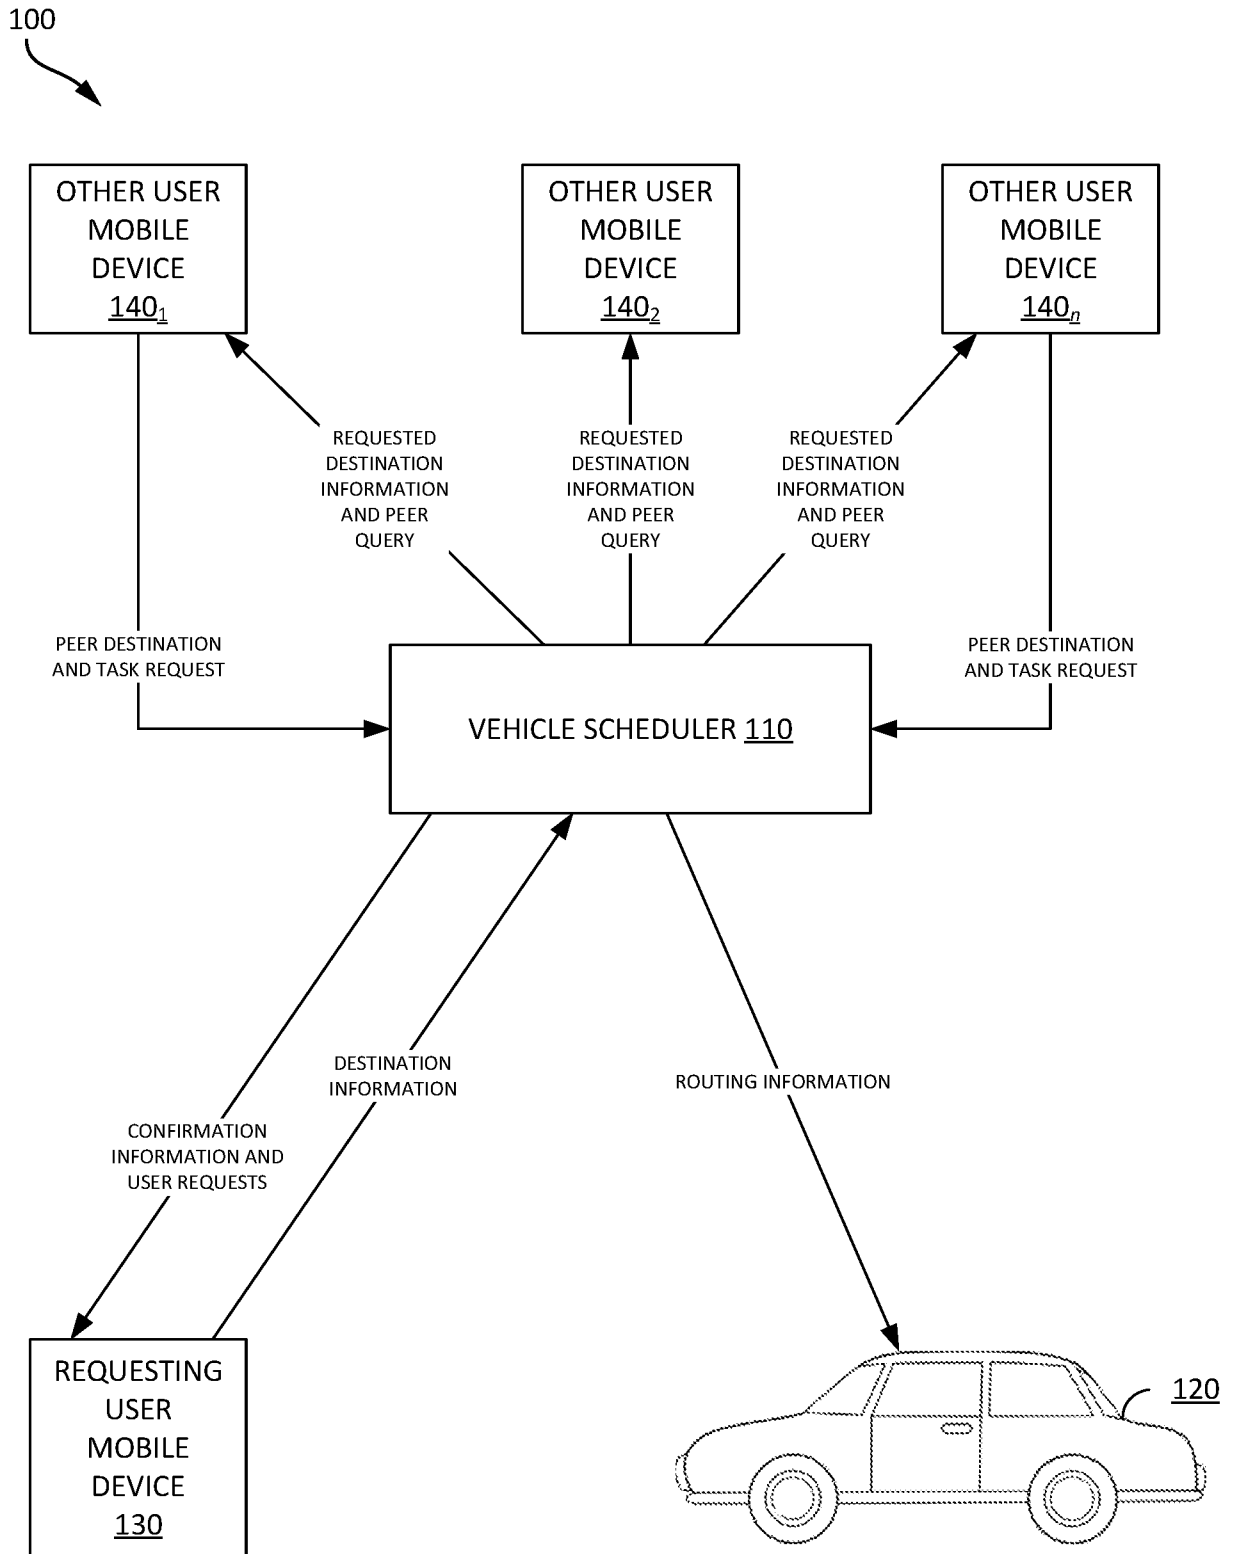 100
OTHER USER
MOBILE
DEVICE
140₁
OTHER USER
MOBILE
DEVICE
140₂
OTHER USER
MOBILE
DEVICE
140ₙ
REQUESTED
DESTINATION
INFORMATION
AND PEER
QUERY
REQUESTED
DESTINATION
INFORMATION
AND PEER
QUERY
REQUESTED
DESTINATION
INFORMATION
AND PEER
QUERY
PEER DESTINATION
AND TASK REQUEST
PEER DESTINATION
AND TASK REQUEST
VEHICLE SCHEDULER 110
DESTINATION
INFORMATION
ROUTING INFORMATION
CONFIRMATION
INFORMATION AND
USER REQUESTS
REQUESTING
USER
MOBILE
DEVICE
130
120